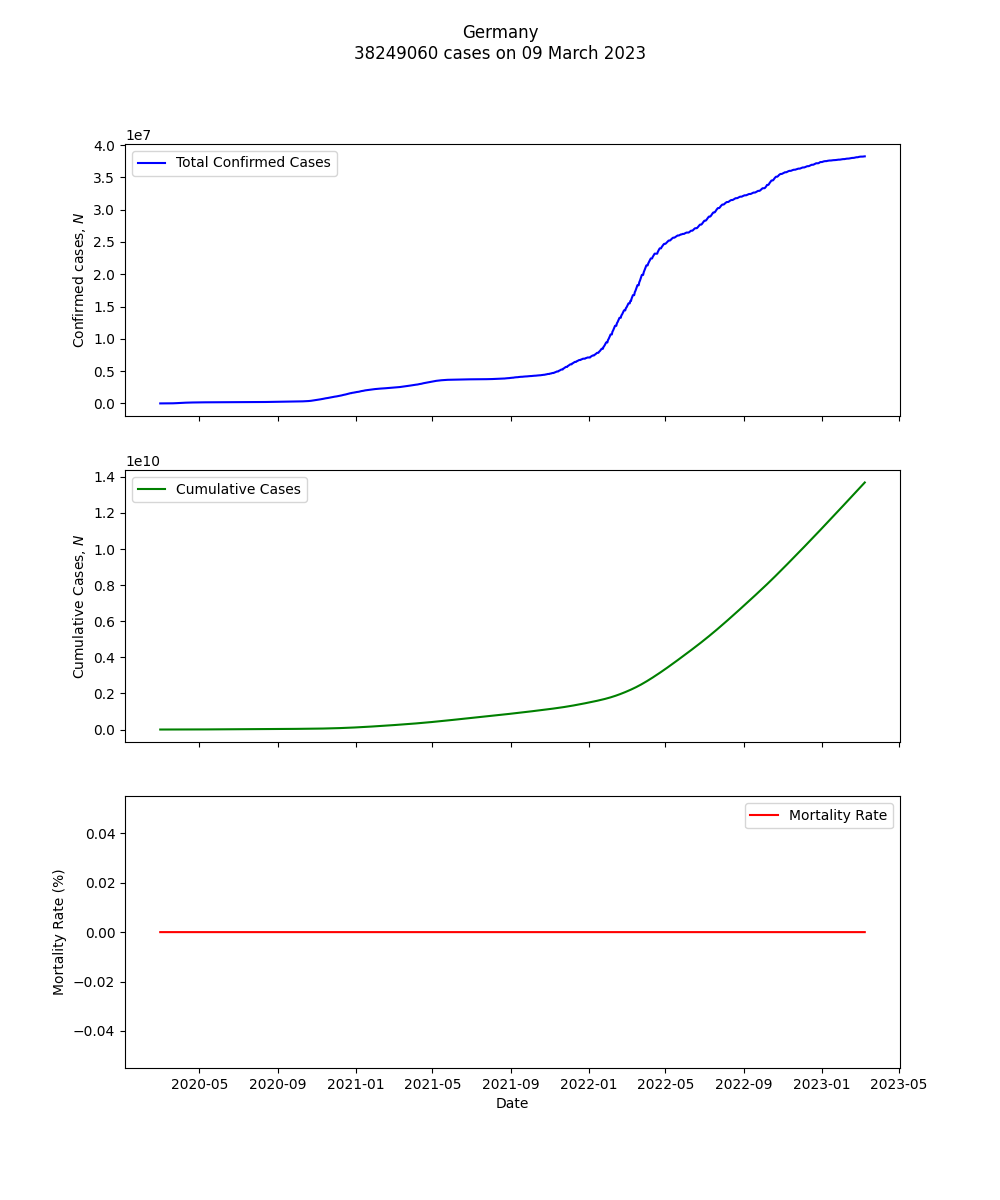 Germany
38249060 cases on 09 March 2023
1e7
4.0
3.5
3.0
2.5
2.0
1.5
1.0
0.5
0.0
Confirmed cases, N
Total Confirmed Cases
1e10
1.4
1.2
1.0
0.8
0.6
0.4
0.2
0.0
Cumulative Cases, N
Cumulative Cases
0.04
0.02
0.00
−0.02
−0.04
Mortality Rate (%)
Mortality Rate
2020-05 2020-09 2021-01 2021-05 2021-09 2022-01 2022-05 2022-09 2023-01 2023-05
Date